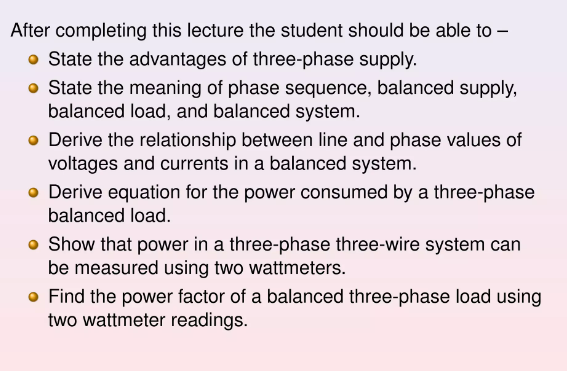 After completing this lecture the student should be able to –
State the advantages of three-phase supply.
State the meaning of phase sequence, balanced supply,
balanced load, and balanced system.
Derive the relationship between line and phase values of
voltages and currents in a balanced system.
Derive equation for the power consumed by a three-phase
balanced load.
Show that power in a three-phase three-wire system can
be measured using two wattmeters.
Find the power factor of a balanced three-phase load using
two wattmeter readings.